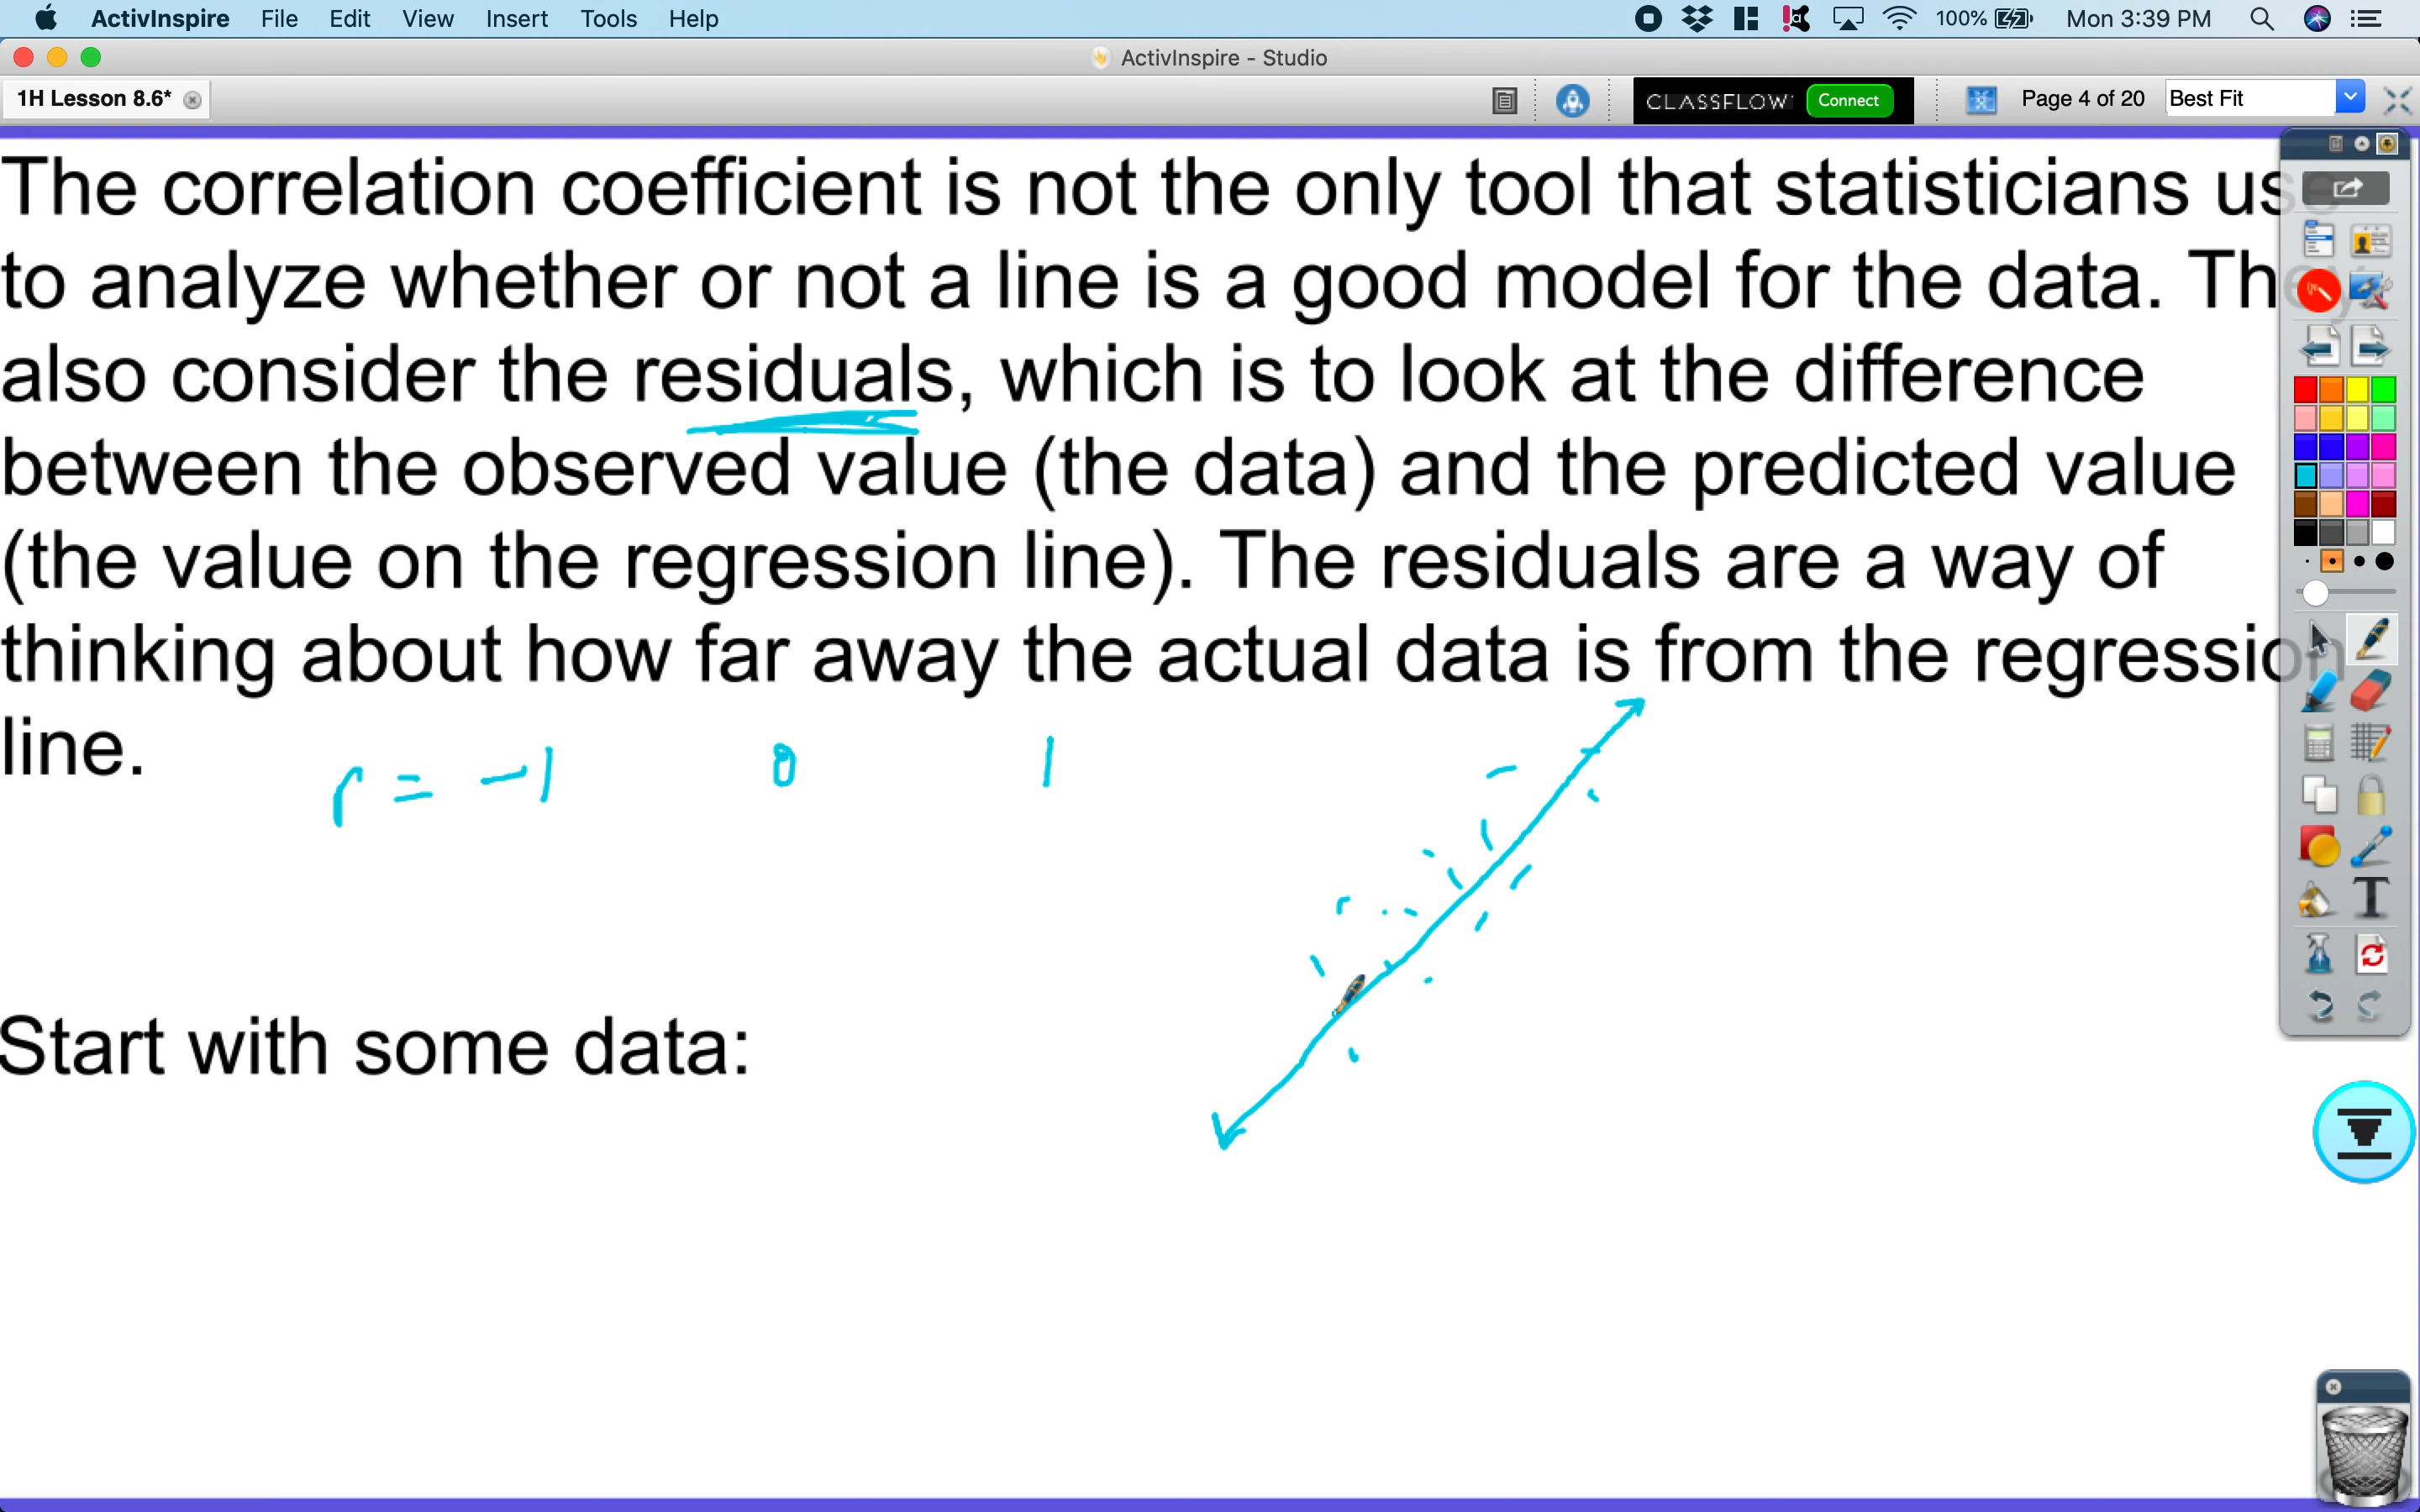 ActivInspire File Edit View Insert Tools Help 100% Mon 3:39 PM
ActivInspire - Studio
1H Lesson 8.6* CLASSFLOW Connect Page 4 of 20 Best Fit
The correlation coefficient is not the only tool that statisticians use
to analyze whether or not a line is a good model for the data. They
also consider the residuals, which is to look at the difference
between the observed value (the data) and the predicted value
(the value on the regression line). The residuals are a way of
thinking about how far away the actual data is from the regression
line.
r = -1 0 1
Start with some data: